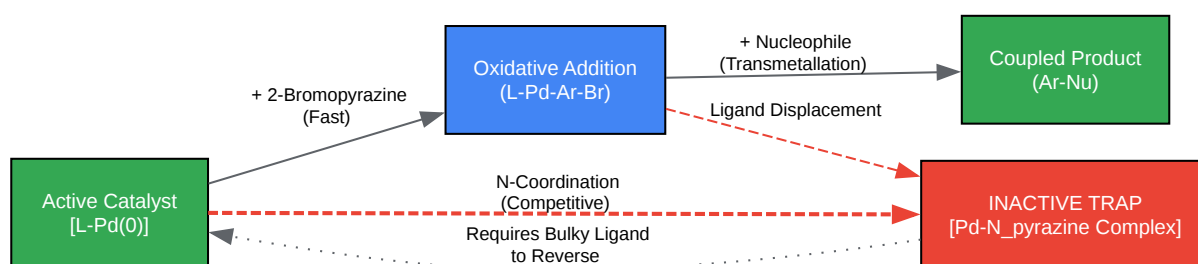 + Nucleophile
(Transmetallation)
Coupled Product
(Ar-Nu)
Oxidative Addition
(L-Pd-Ar-Br)
+ 2-Bromopyrazine
(Fast)
Ligand Displacement
Active Catalyst
[L-Pd(0)]
N-Coordination
(Competitive)
INACTIVE TRAP
[Pd-N_pyrazine Complex]
Requires Bulky Ligand
to Reverse